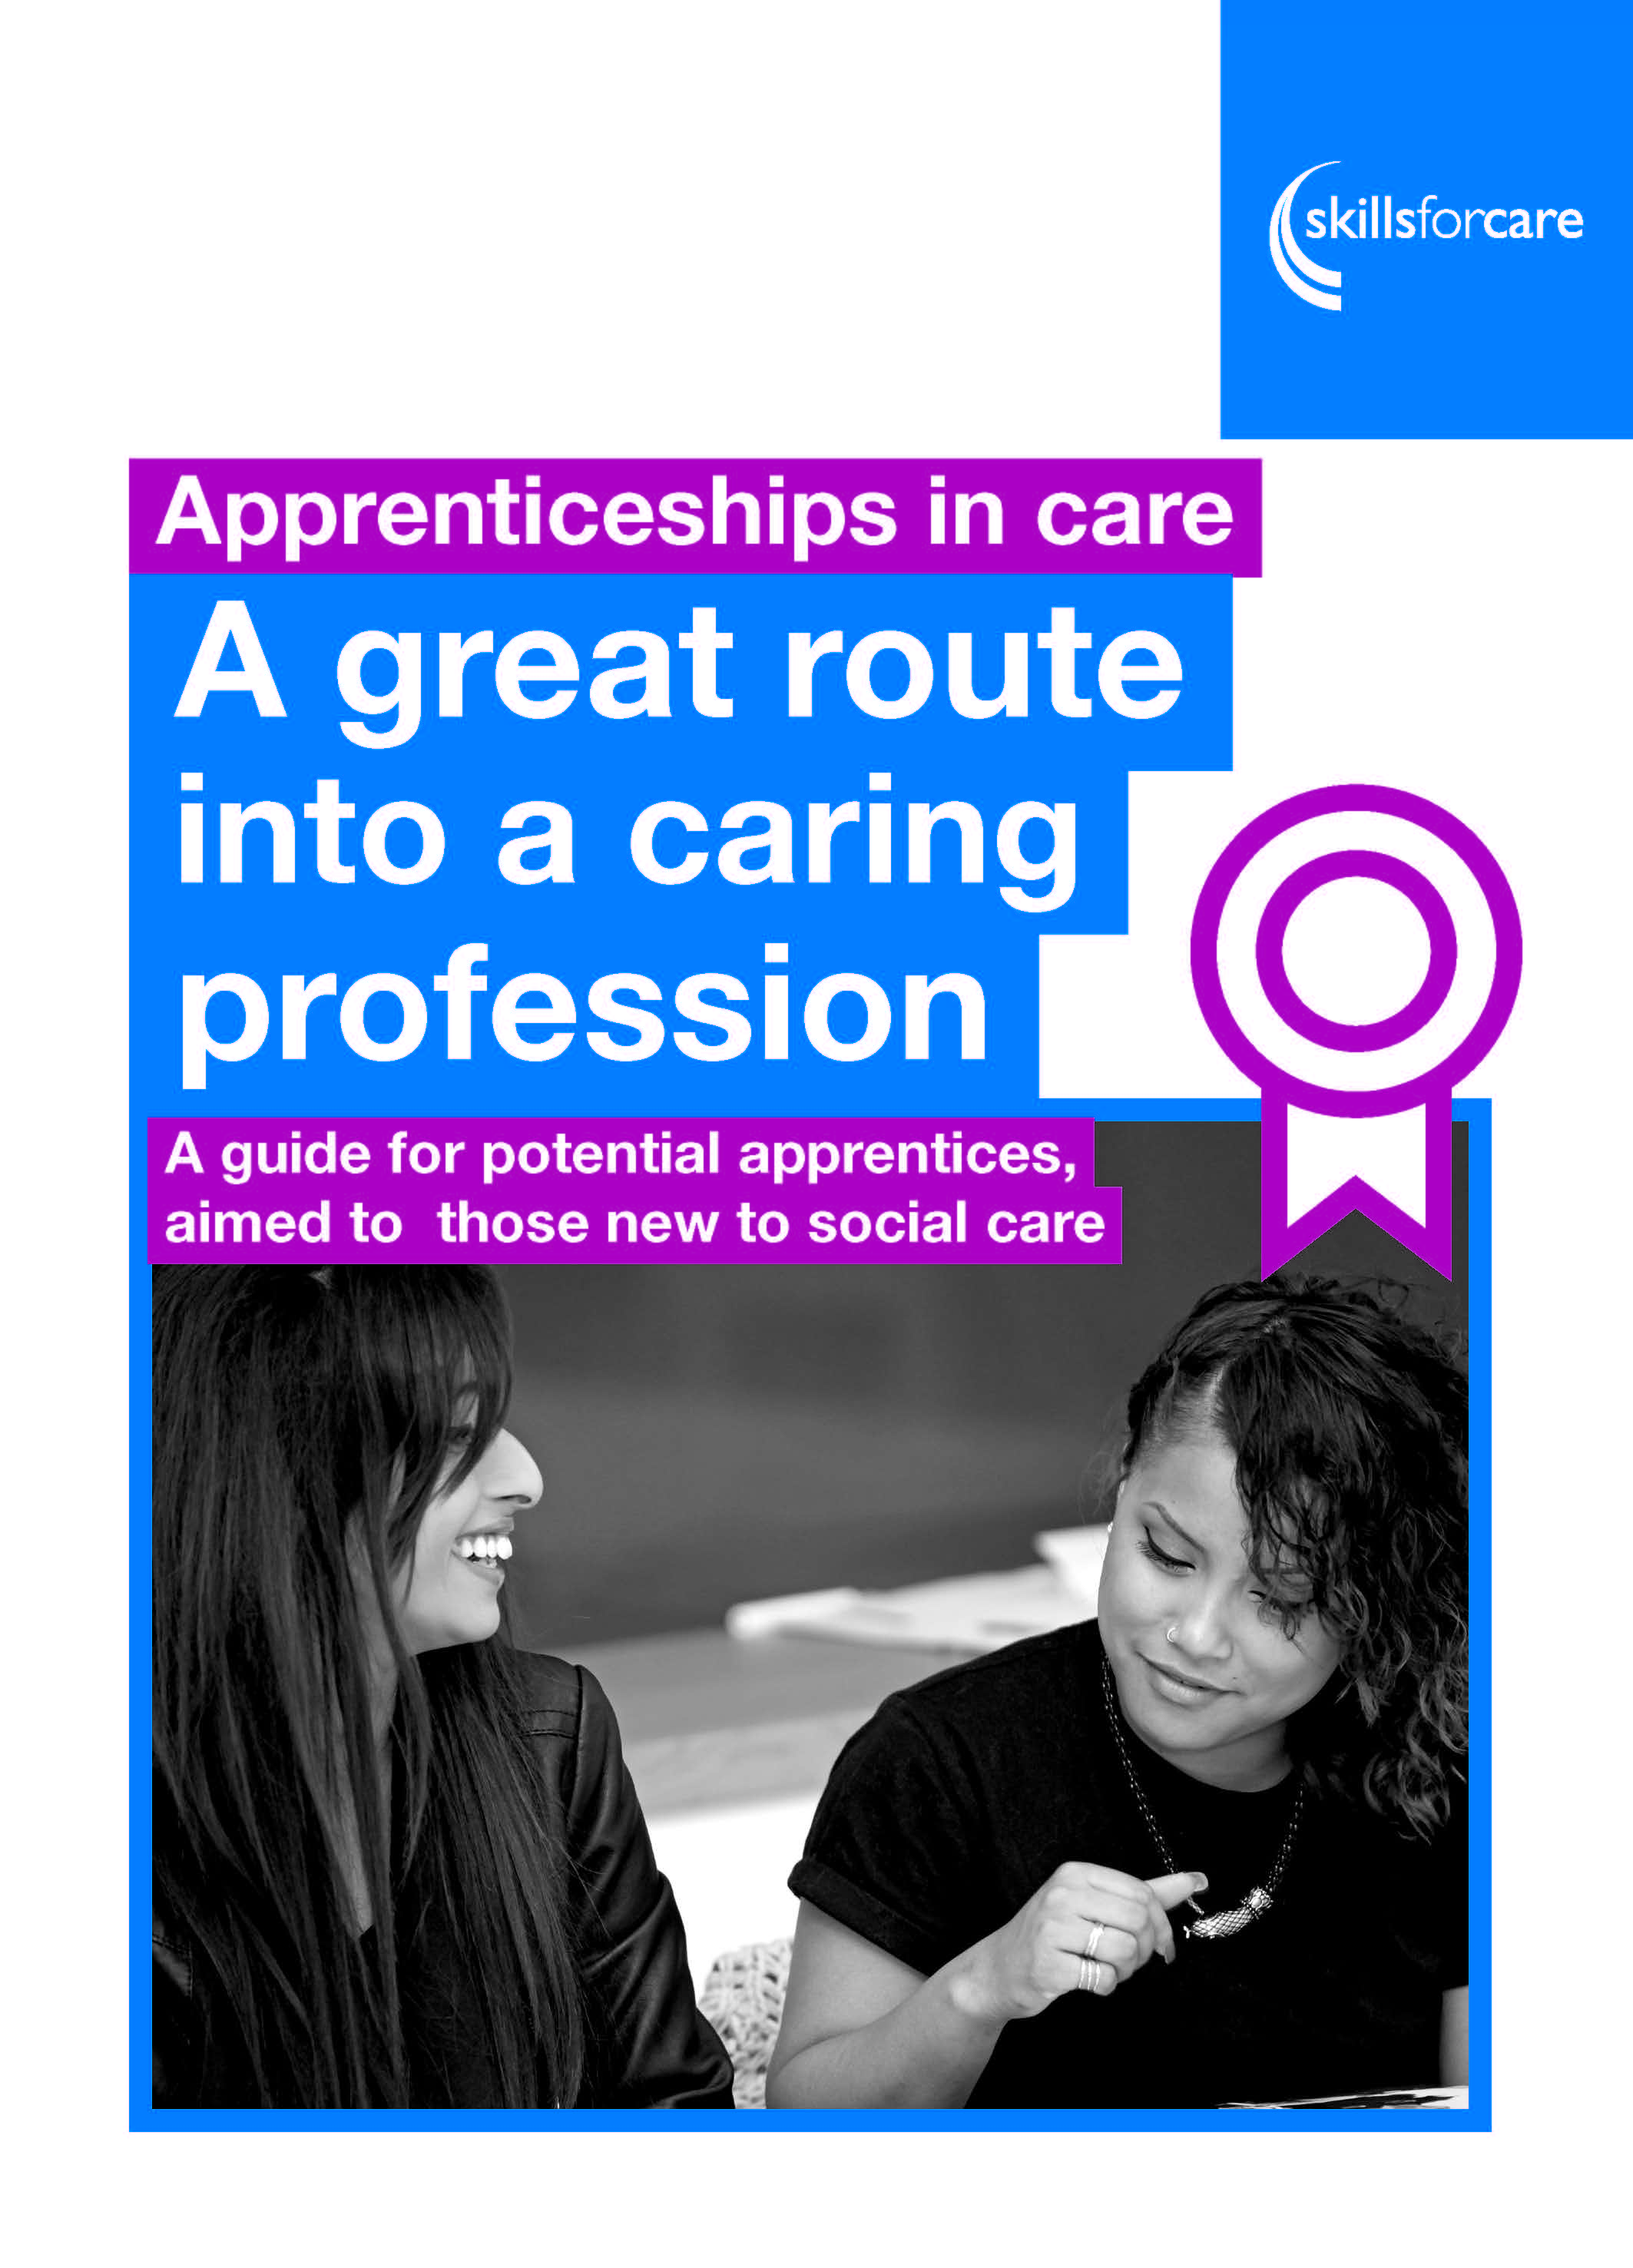 skillsforcare
Apprenticeships in care
A great route
into a caring
profession
A guide for potential apprentices,
aimed to  those new to social care